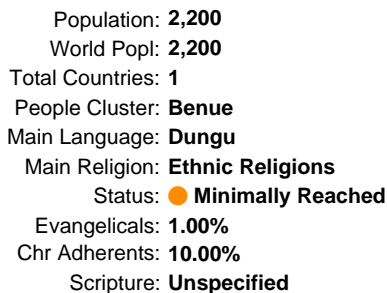 Population: 2,200
World Popl: 2,200
Total Countries: 1
People Cluster: Benue
Main Language: Dungu
Main Religion: Ethnic Religions
Status: Minimally Reached
Evangelicals: 1.00%
Chr Adherents: 10.00%
Scripture: Unspecified